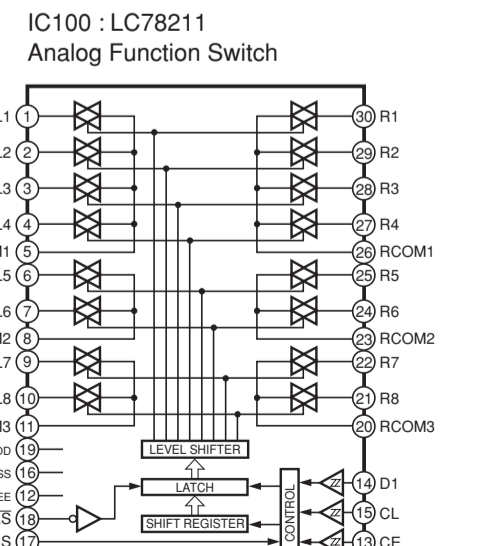 IC100 : LC78211
Analog Function Switch
1 30 R1
2 29 R2
3 28 R3
4 27 R4
5 26 RCOM1
6 25 R5
7 24 R6
8 23 RCOM2
9 22 R7
10 21 R8
11 20 RCOM3
19
LEVEL SHIFTER
16
LATCH
14 D1
12
CONTROL
15 CL
18
SHIFT REGISTER
17
13 CE